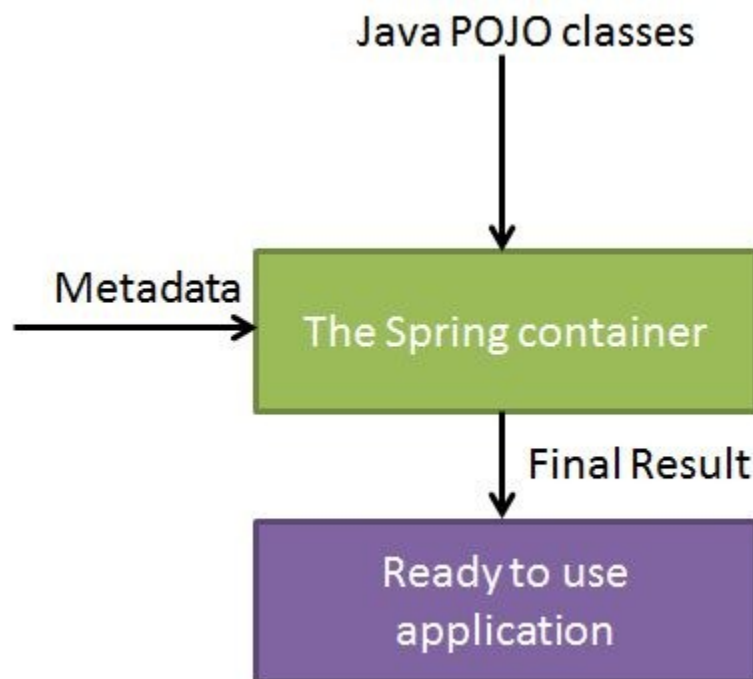 Java POJO classes
Metadata
The Spring container
Final Result
Ready to use
application